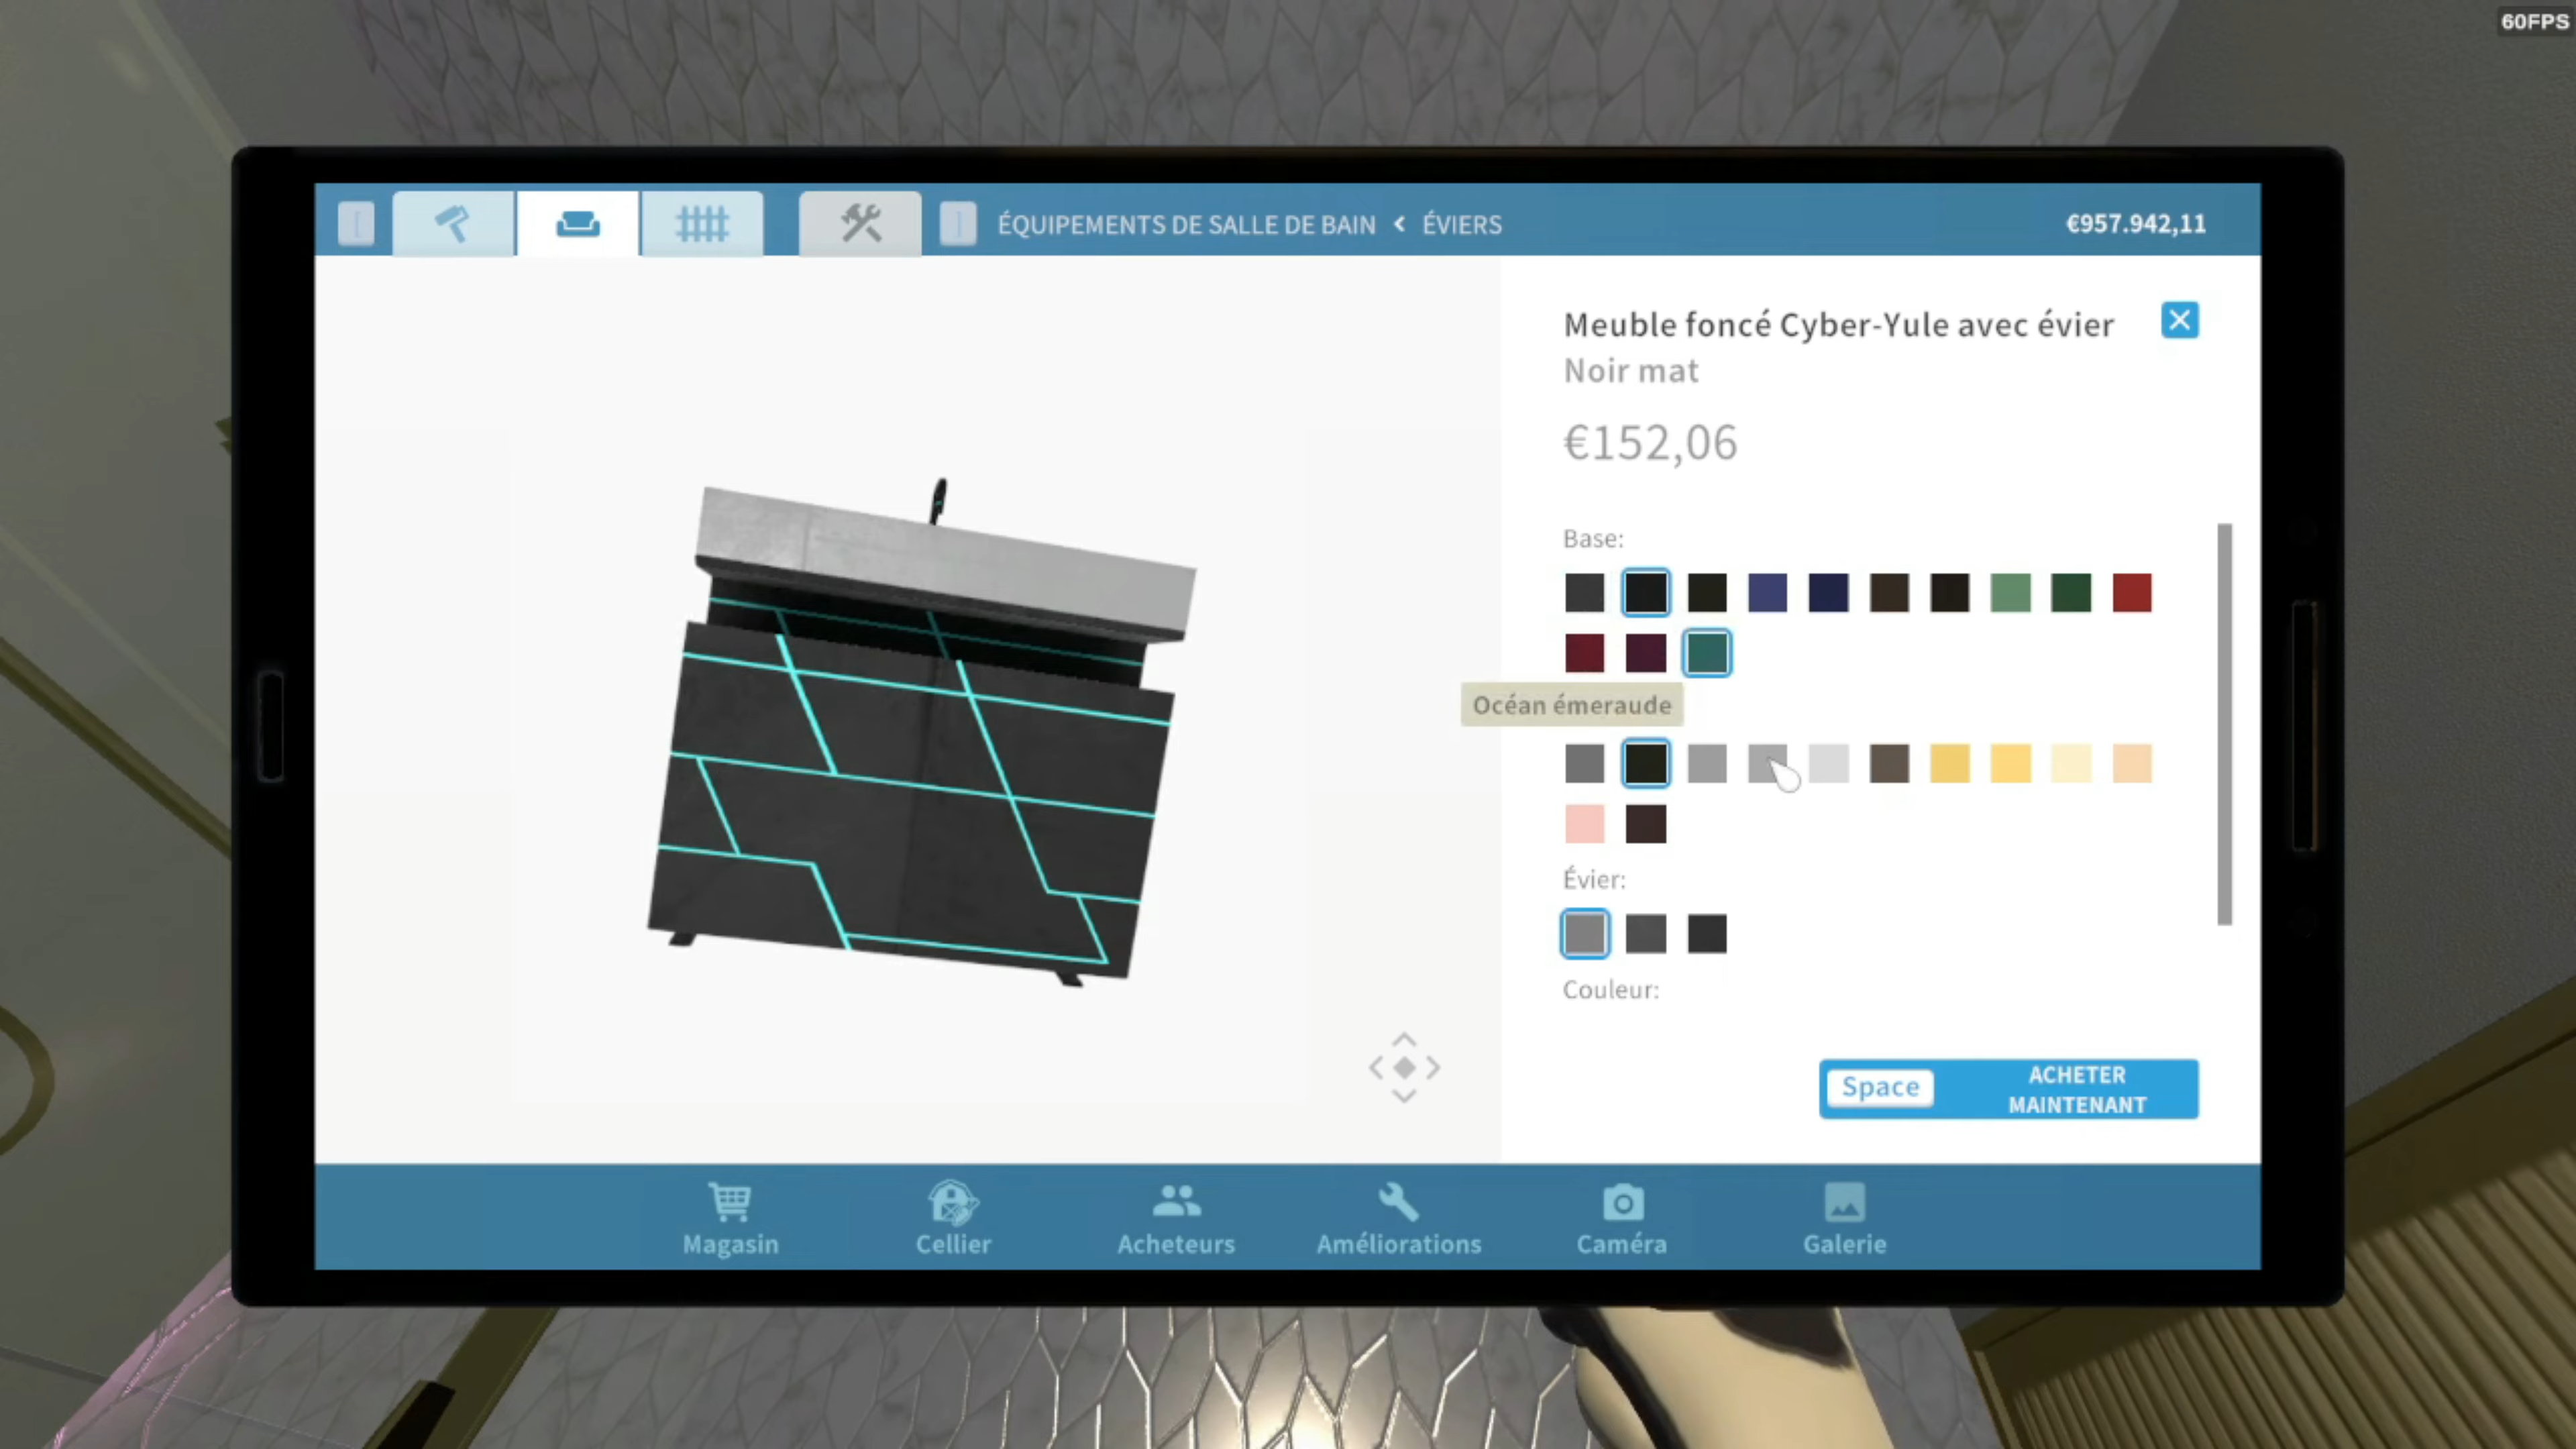 60FPS
ÉQUIPEMENTS DE SALLE DE BAIN < ÉVIERS
€957.942,11
Meuble foncé Cyber-Yule avec évier
Noir mat
€152,06
Base:
Océan émeraude
Évier:
Couleur:
Space
ACHETER
MAINTENANT
Magasin
Cellier
Acheteurs
Améliorations
Caméra
Galerie